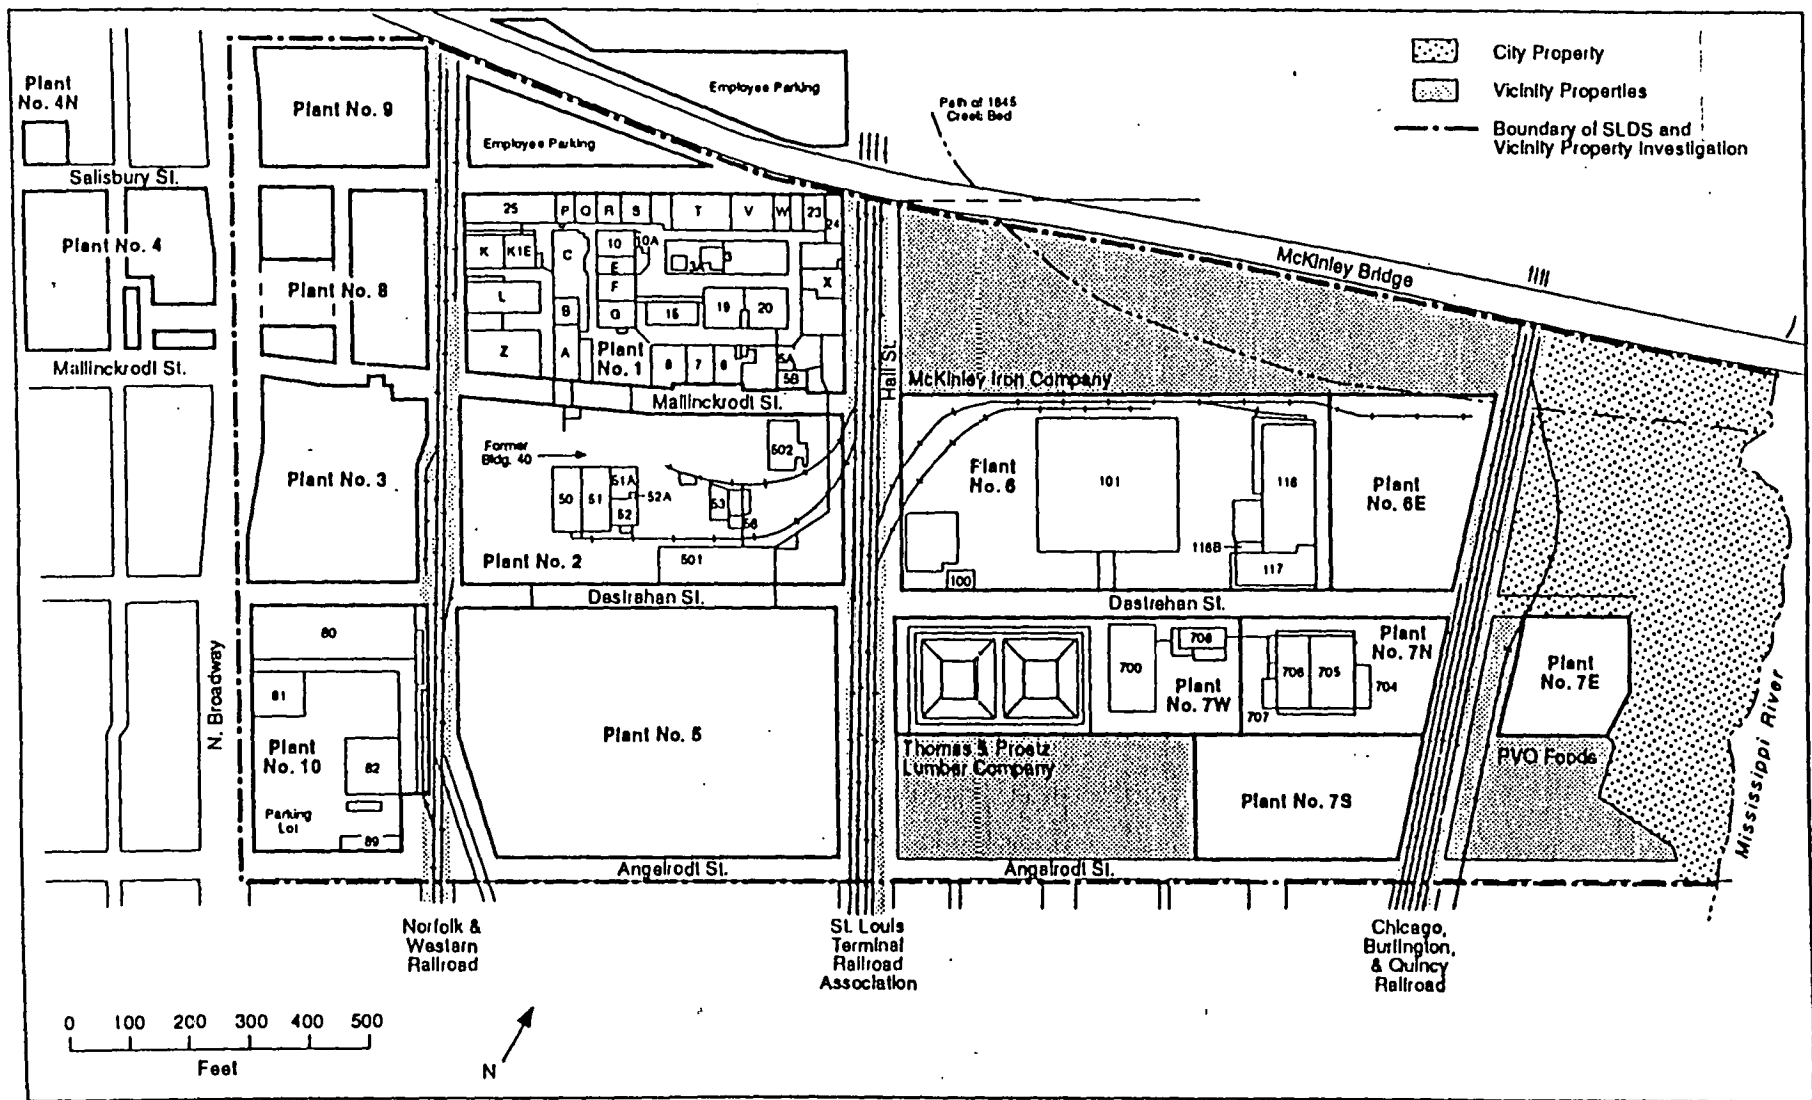 City Property
Vicinity Properties
Boundary of SLDS and
Vicinity Property Investigation
Plant
No. 4N
Plant No. 9
Employee Parking
Employee Parking
Path of 1845
Creek Bed
Salisbury St.
Plant No. 4
Plant No. 8
Mallinckrodt St.
25
P
Q
R
S
T
V
W
23
24
K
K1E
C
10
10A
E
F
G
3A
3
X
L
B
15
19
20
Z
A
Plant
No. 1
8
7
6
5A
5B
Mallinckrodt St.
Hall St.
McKinley Bridge
McKinley Iron Company
Plant No. 3
Former
Bldg. 40
502
50
51
51A
52A
52
53
56
501
Plant No. 2
Plant
No. 6
101
116
116B
117
100
Plant
No. 6E
Destrehan St.
Destrehan St.
N. Broadway
80
81
Plant
No. 10
82
Parking
Lot
89
Plant No. 5
700
708
Plant
No. 7W
706
705
704
707
Plant
No. 7N
Plant
No. 7E
Thomas & Proetz
Lumber Company
Plant No. 7S
PVO Foods
Mississippi River
Angelrodt St.
Angelrodt St.
Norfolk &
Western
Railroad
St. Louis
Terminal
Railroad
Association
Chicago,
Burlington,
& Quincy
Railroad
0 100 200 300 400 500
Feet
N